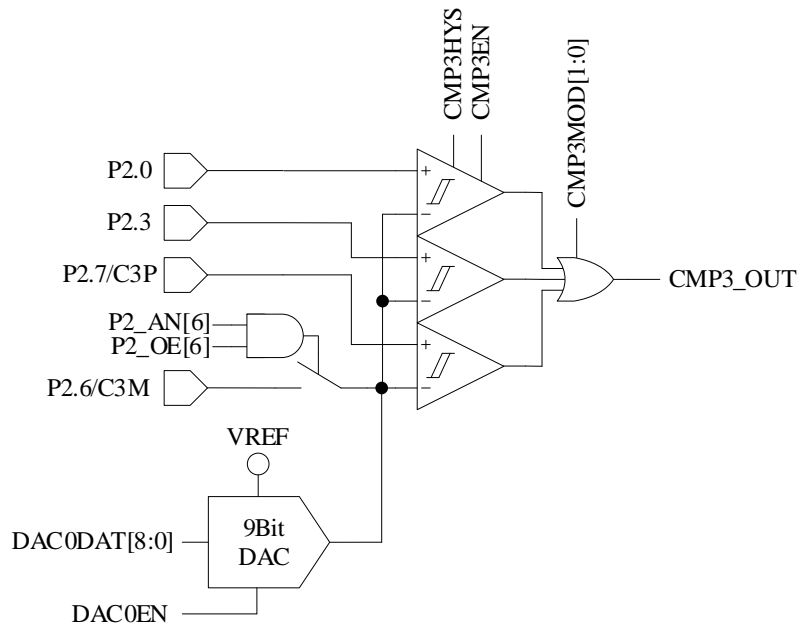 CMP3HYS
CMP3EN
CMP3MOD[1:0]
P2.0
P2.3
P2.7/C3P
P2_AN[6]
P2_OE[6]
P2.6/C3M
+
−
+
−
+
−
CMP3_OUT
VREF
DAC0DAT[8:0]
9Bit
DAC
DAC0EN